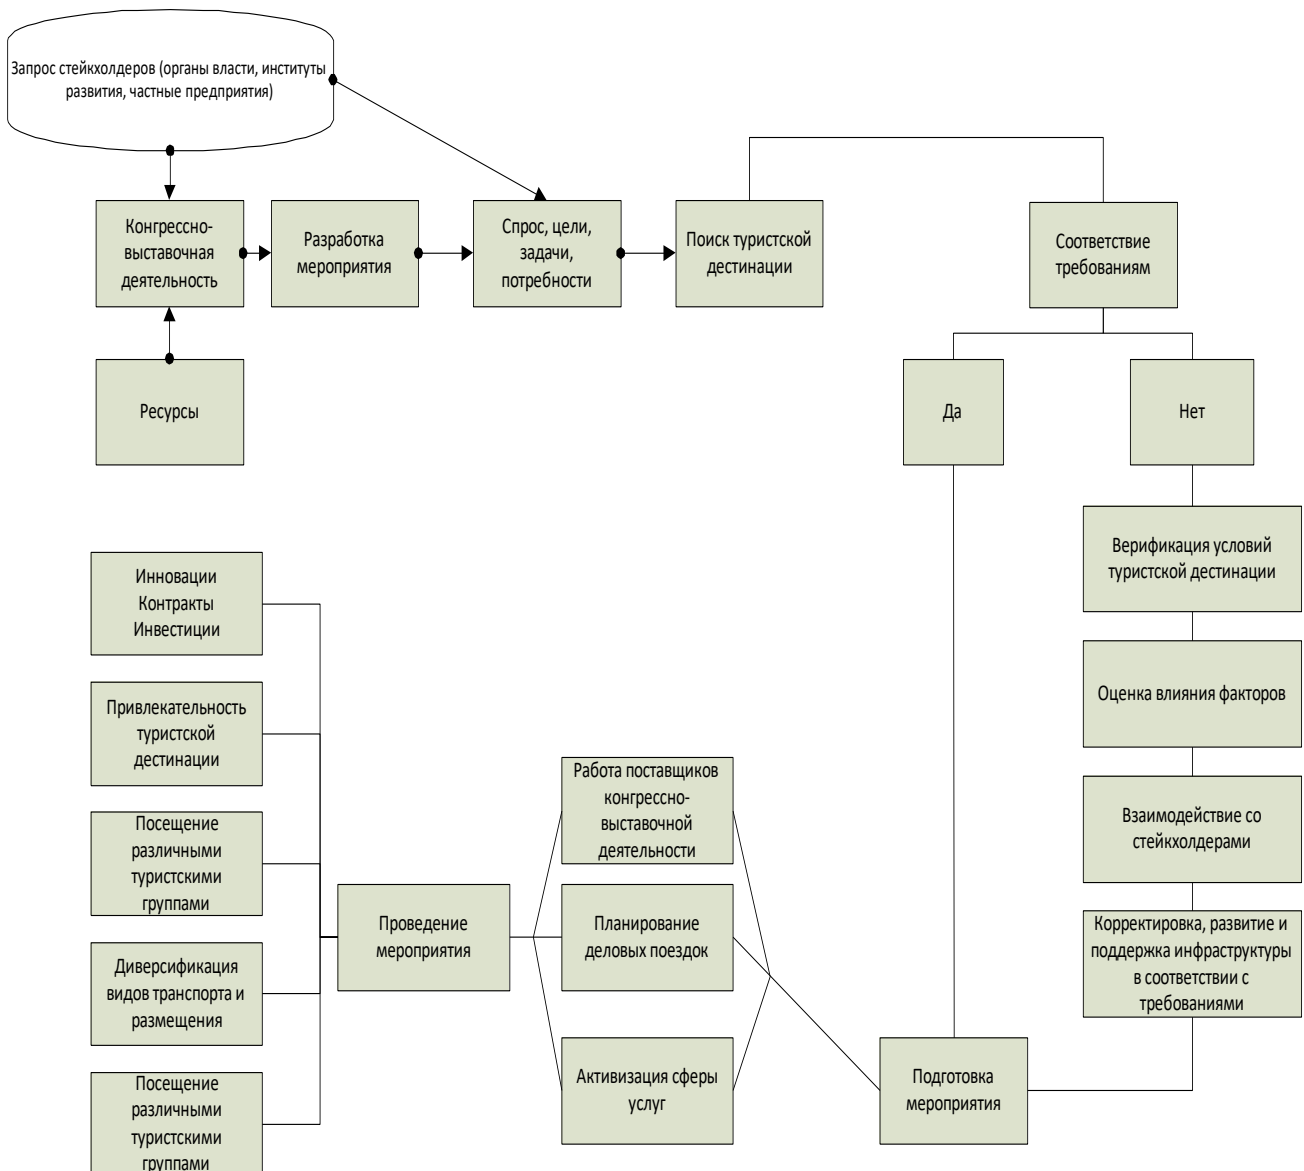 Запрос стейкхолдеров (органы власти, институты
развития, частные предприятия)
Конгрессно-
выставочная
деятельность
Разработка
мероприятия
Спрос, цели,
задачи,
потребности
Поиск туристской
дестинации
Соответствие
требованиям
Ресурсы
Да
Нет
Верификация условий
туристской дестинации
Оценка влияния факторов
Взаимодействие со
стейкхолдерами
Корректировка, развитие и
поддержка инфраструктуры
в соответствии с
требованиями
Подготовка
мероприятия
Работа поставщиков
конгрессно-
выставочной
деятельности
Планирование
деловых поездок
Активизация сферы
услуг
Проведение
мероприятия
Инновации
Контракты
Инвестиции
Привлекательность
туристской
дестинации
Посещение
различными
туристскими
группами
Диверсификация
видов транспорта и
размещения
Посещение
различными
туристскими
группами